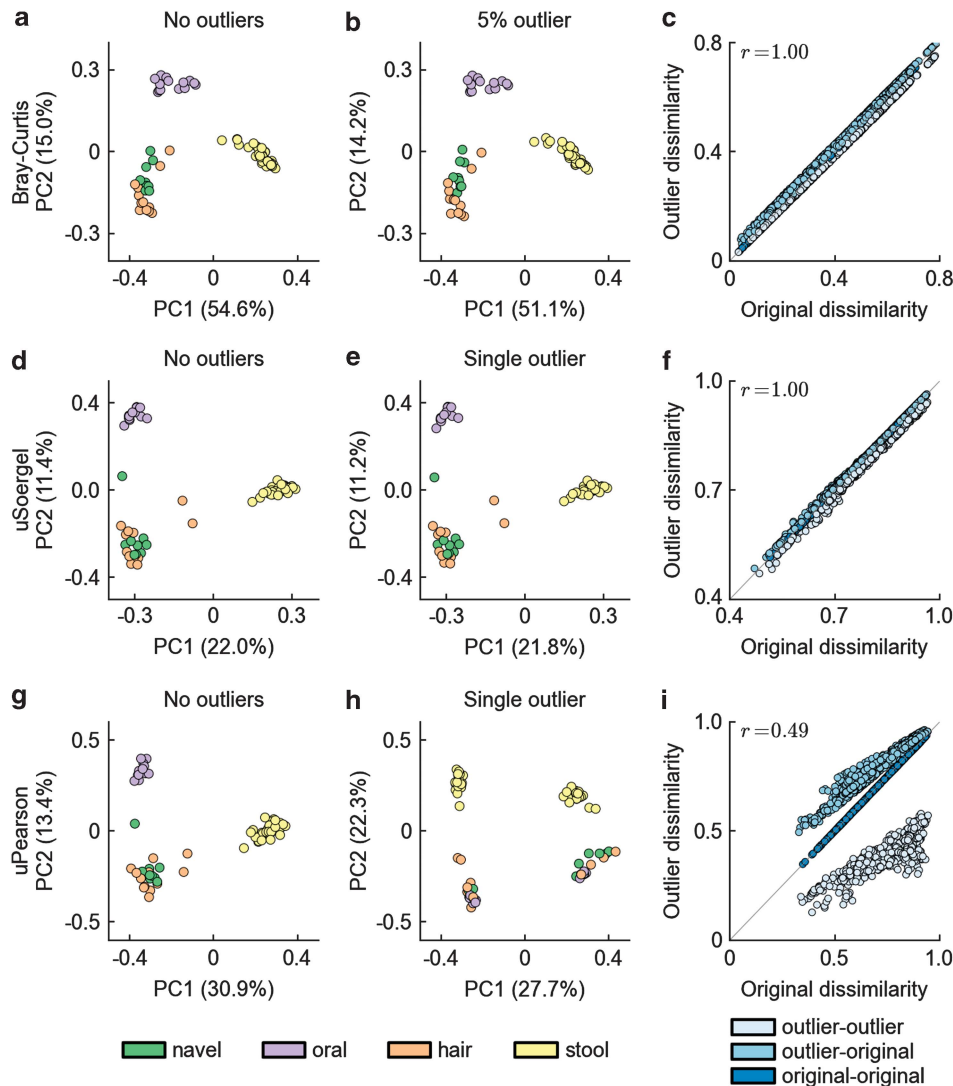 a
No outliers
b
5% outlier
c
Bray-Curtis
PC2 (15.0%)
0.3
0
-0.3
-0.4
0
0.4
PC1 (54.6%)
PC2 (14.2%)
0.3
0
-0.3
-0.4
0
0.4
PC1 (51.1%)
Outlier dissimilarity
0.8
0.4
0
r=1.00
0
0.4
0.8
Original dissimilarity
d
No outliers
e
Single outlier
f
uSoergel
PC2 (11.4%)
0.4
0.0
-0.4
-0.3
0
0.3
PC1 (22.0%)
PC2 (11.2%)
0.4
0.0
-0.4
-0.3
0
0.3
PC1 (21.8%)
Outlier dissimilarity
1.0
0.7
0.4
r=1.00
0.4
0.7
1.0
Original dissimilarity
g
No outliers
h
Single outlier
i
uPearson
PC2 (13.4%)
0.5
0
-0.5
-0.4
0
0.4
PC1 (30.9%)
PC2 (22.3%)
0.5
0
-0.5
-0.4
0
0.4
PC1 (27.7%)
Outlier dissimilarity
1.0
0.5
0
r=0.49
0
0.5
1.0
Original dissimilarity
navel
oral
hair
stool
outlier-outlier
outlier-original
original-original